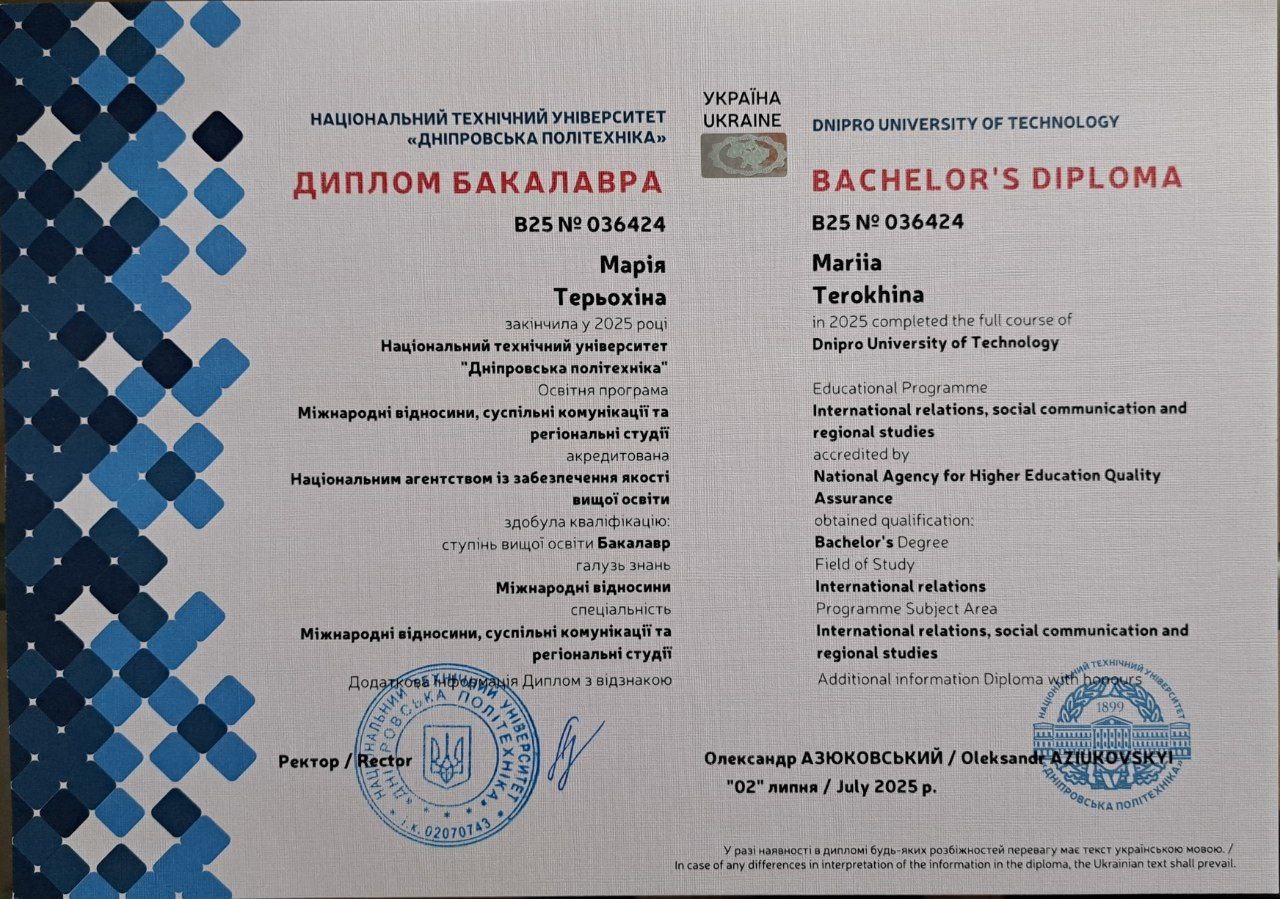 УКРАЇНА
UKRAINE
НАЦІОНАЛЬНИЙ ТЕХНІЧНИЙ УНІВЕРСИТЕТ
«ДНІПРОВСЬКА ПОЛІТЕХНІКА»
ДИПЛОМ БАКАЛАВРА
B25 № 036424
Марія
Терьохіна
закінчила у 2025 році
Національний технічний університет
"Дніпровська політехніка"
Освітня програма
Міжнародні відносини, суспільні комунікації та
регіональні студії
акредитована
Національним агентством із забезпечення якості
вищої освіти
здобула кваліфікацію:
ступінь вищої освіти Бакалавр
галузь знань
Міжнародні відносини
спеціальність
Міжнародні відносини, суспільні комунікації та
регіональні студії
Додаткова інформація Диплом з відзнакою
DNIPRO UNIVERSITY OF TECHNOLOGY
BACHELOR'S DIPLOMA
B25 № 036424
Mariia
Terokhina
in 2025 completed the full course of
Dnipro University of Technology
Educational Programme
International relations, social communication and
regional studies
accredited by
National Agency for Higher Education Quality
Assurance
obtained qualification:
Bachelor's Degree
Field of Study
International relations
Programme Subject Area
International relations, social communication and
regional studies
Additional information Diploma with honours
Ректор / Rector
Олександр АЗЮКОВСЬКИЙ / Oleksandr AZIUKOVSKYI
"02" липня / July 2025 р.
НАЦІОНАЛЬНИЙ ТЕХНІЧНИЙ УНІВЕРСИТЕТ
«ДНІПРОВСЬКА ПОЛІТЕХНІКА»
і.к. 02070743
НАЦІОНАЛЬНИЙ ТЕХНІЧНИЙ УНІВЕРСИТЕТ
1899
«ДНІПРОВСЬКА ПОЛІТЕХНІКА»
У разі наявності в дипломі будь-яких розбіжностей перевагу має текст українською мовою. /
In case of any differences in interpretation of the information in the diploma, the Ukrainian text shall prevail.